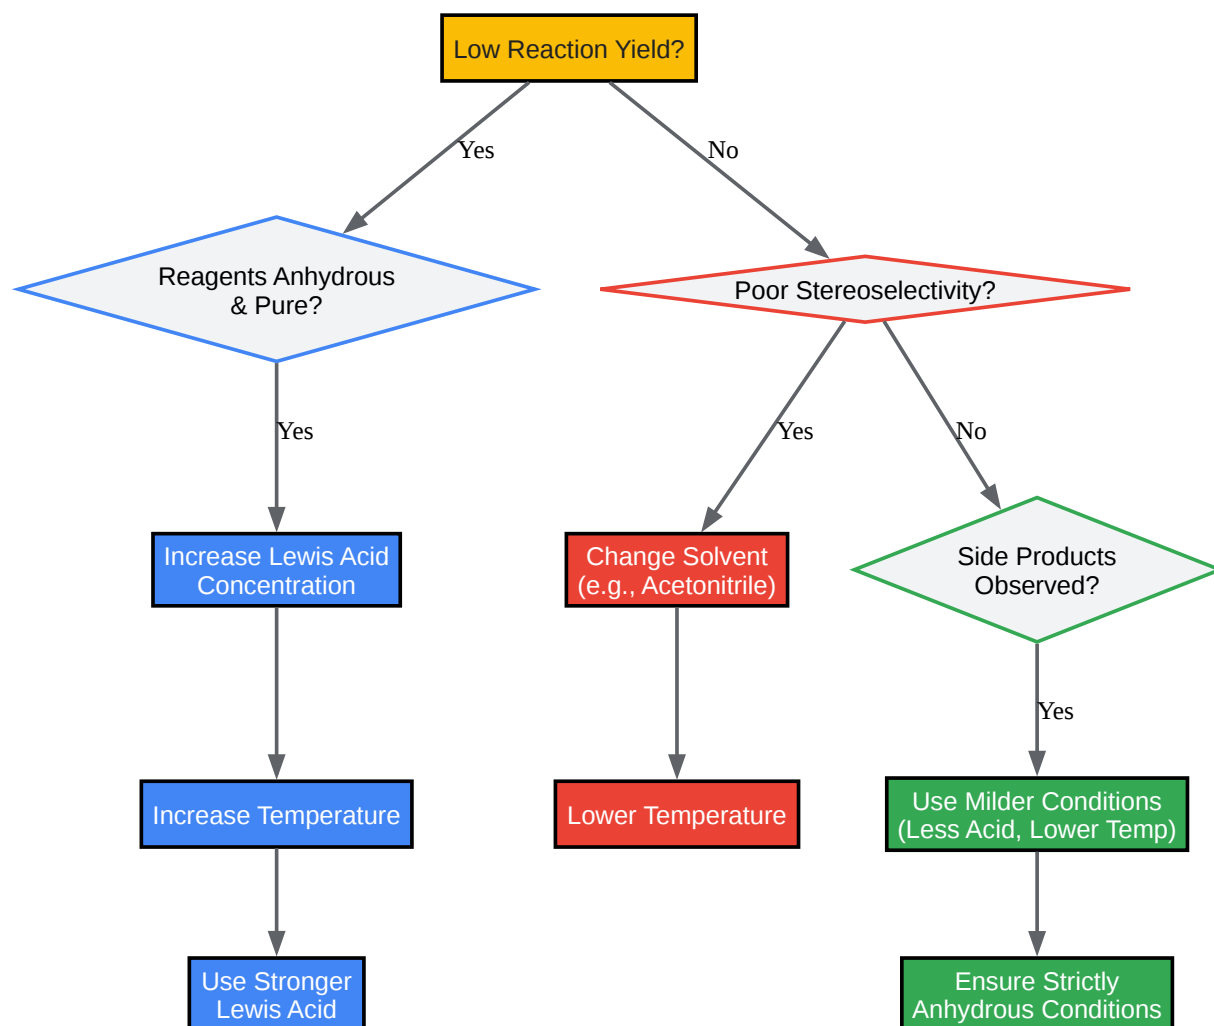 Low Reaction Yield?
Yes
No
Reagents Anhydrous
& Pure?
Poor Stereoselectivity?
Yes
Yes
No
Increase Lewis Acid
Concentration
Change Solvent
(e.g., Acetonitrile)
Side Products
Observed?
Yes
Increase Temperature
Lower Temperature
Use Milder Conditions
(Less Acid, Lower Temp)
Use Stronger
Lewis Acid
Ensure Strictly
Anhydrous Conditions